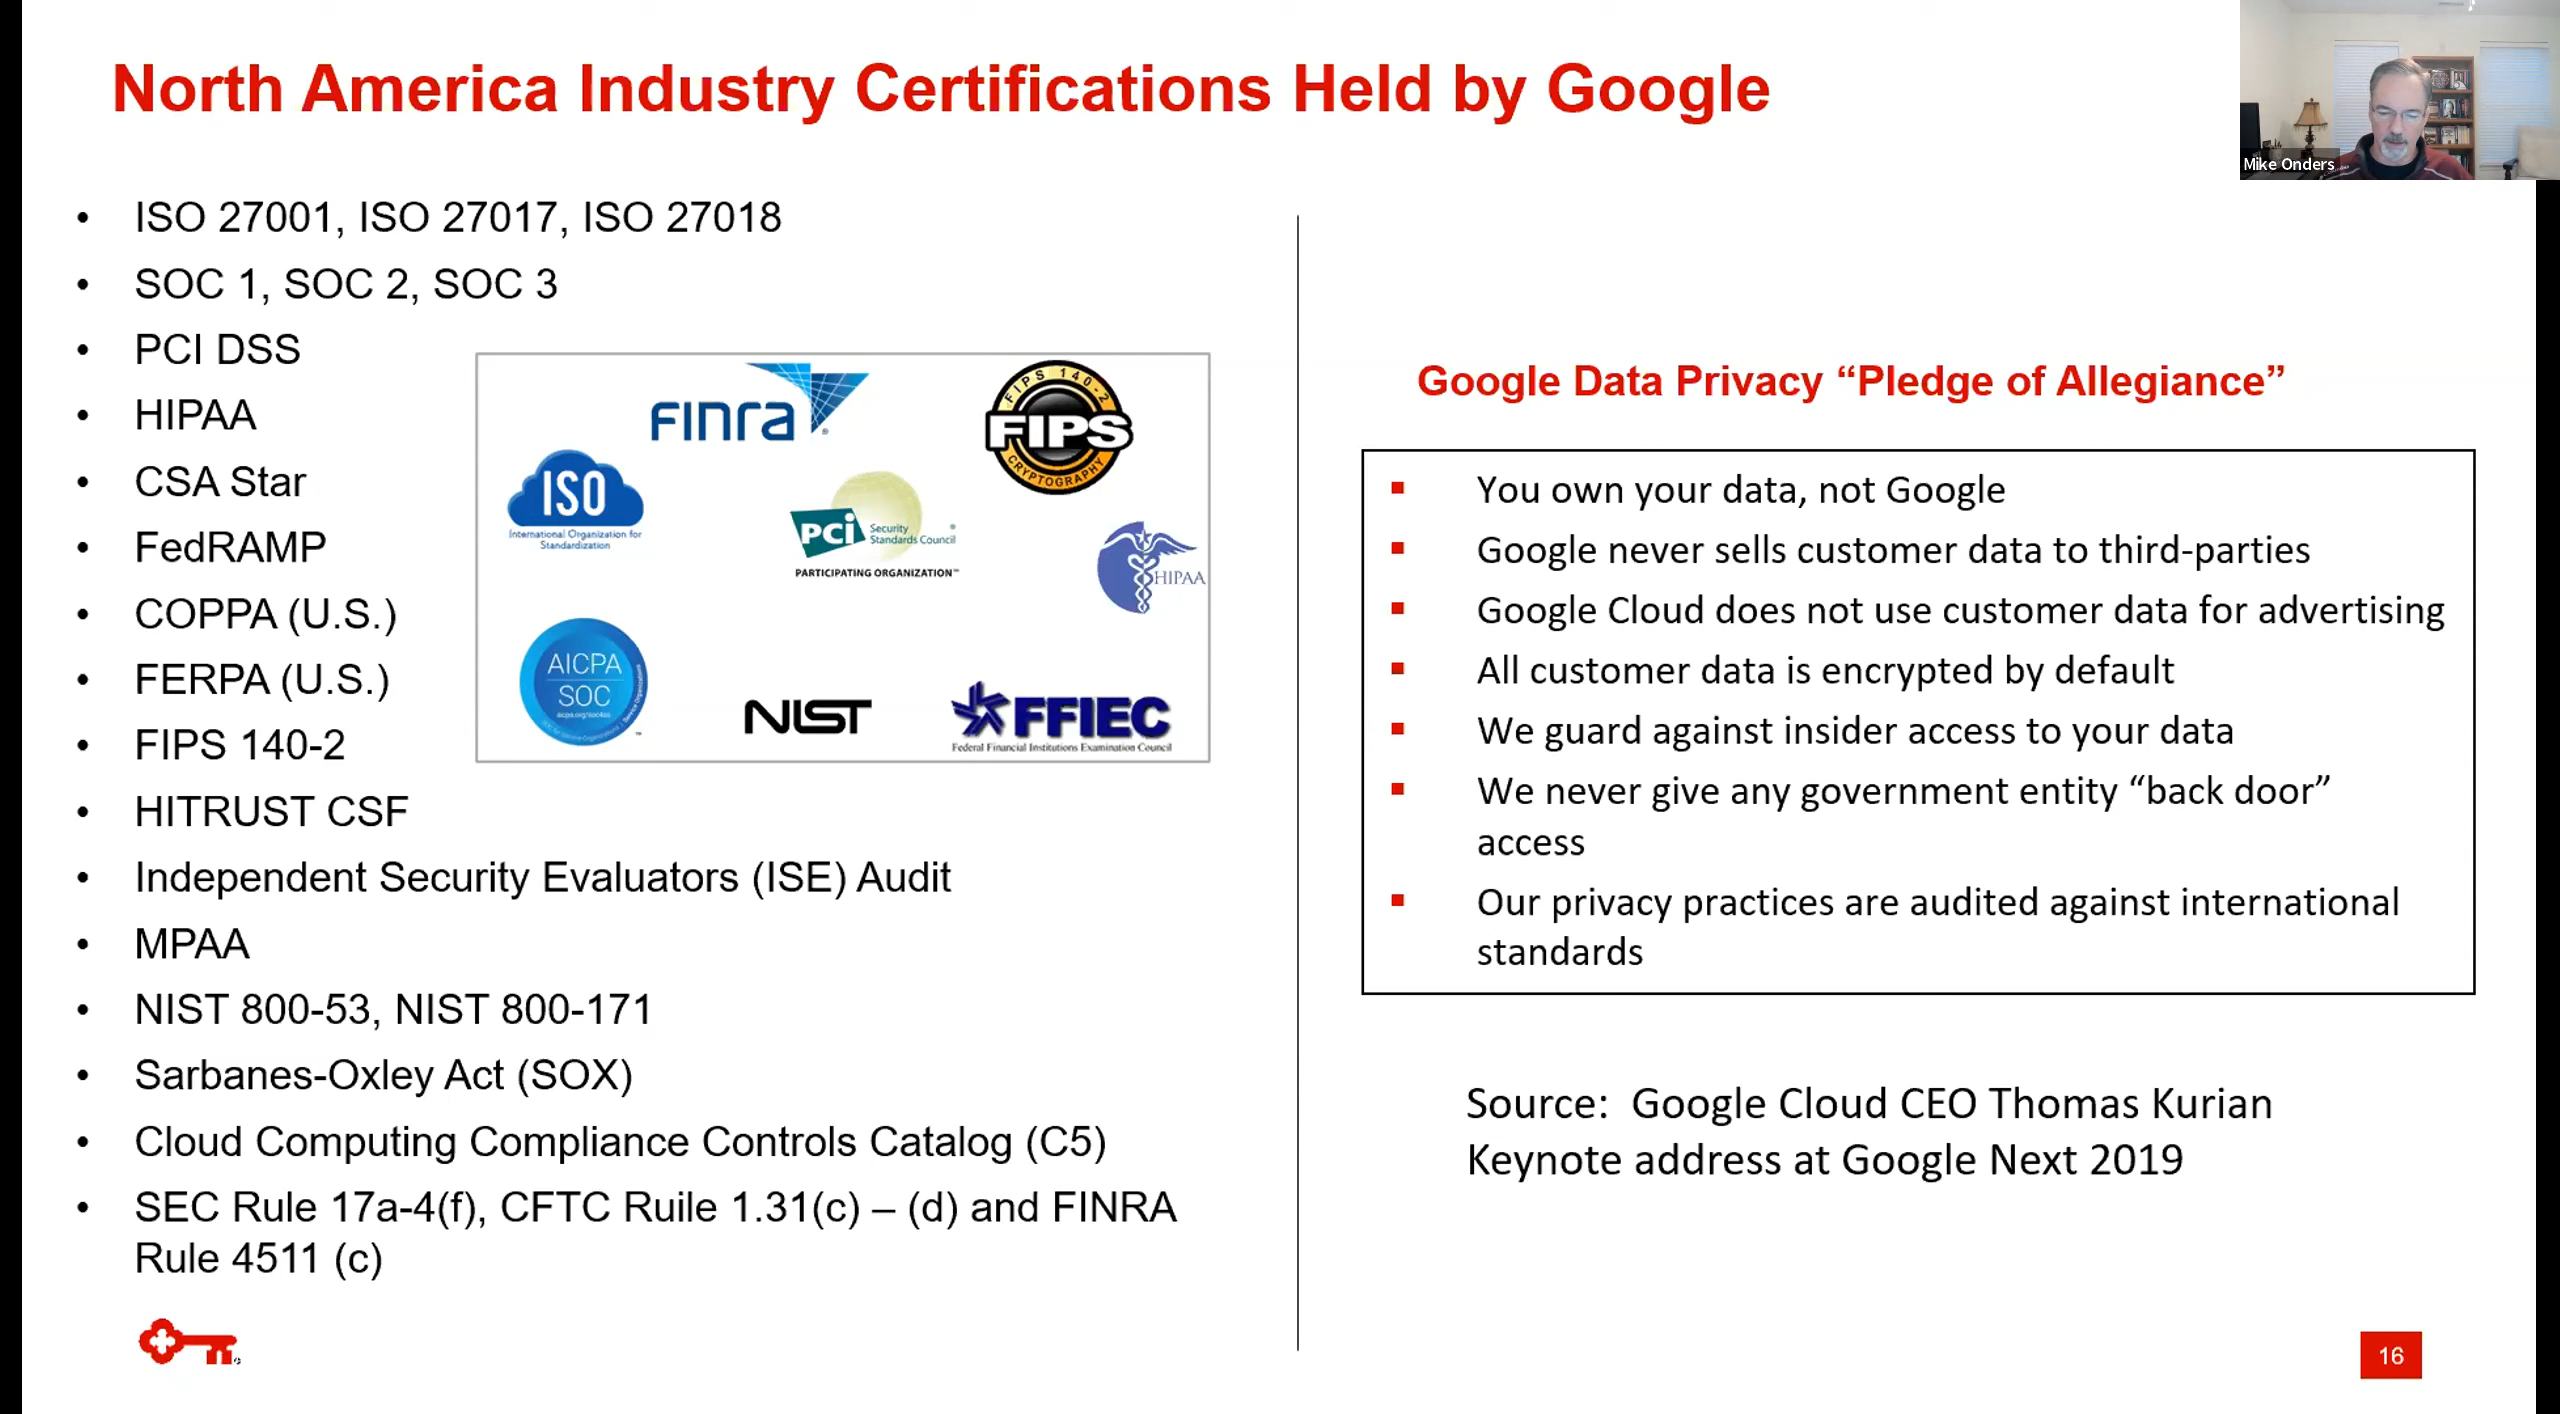 North America Industry Certifications Held by Google
Mike Onders
• ISO 27001, ISO 27017, ISO 27018
• SOC 1, SOC 2, SOC 3
• PCI DSS
• HIPAA
• CSA Star
• FedRAMP
• COPPA (U.S.)
• FERPA (U.S.)
• FIPS 140-2
• HITRUST CSF
• Independent Security Evaluators (ISE) Audit
• MPAA
• NIST 800-53, NIST 800-171
• Sarbanes-Oxley Act (SOX)
• Cloud Computing Compliance Controls Catalog (C5)
• SEC Rule 17a-4(f), CFTC Ruile 1.31(c) – (d) and FINRA
Rule 4511 (c)
Finra
FIPS 140-2
FIPS
CRYPTOGRAPHY
ISO
International Organization for
Standardization
PCi Security
Standards Council ®
PARTICIPATING ORGANIZATION™
HIPAA
AICPA
SOC
NIST
FFIEC
Federal Financial Institutions Examination Council
Google Data Privacy “Pledge of Allegiance”
▪ You own your data, not Google
▪ Google never sells customer data to third-parties
▪ Google Cloud does not use customer data for advertising
▪ All customer data is encrypted by default
▪ We guard against insider access to your data
▪ We never give any government entity “back door”
access
▪ Our privacy practices are audited against international
standards
Source:  Google Cloud CEO Thomas Kurian
Keynote address at Google Next 2019
16